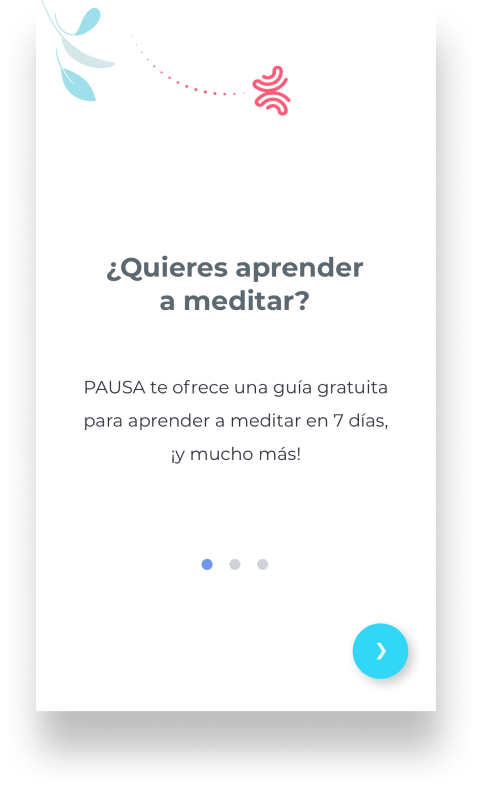 ¿Quieres aprender
a meditar?
PAUSA te ofrece una guía gratuita
para aprender a meditar en 7 días,
¡y mucho más!